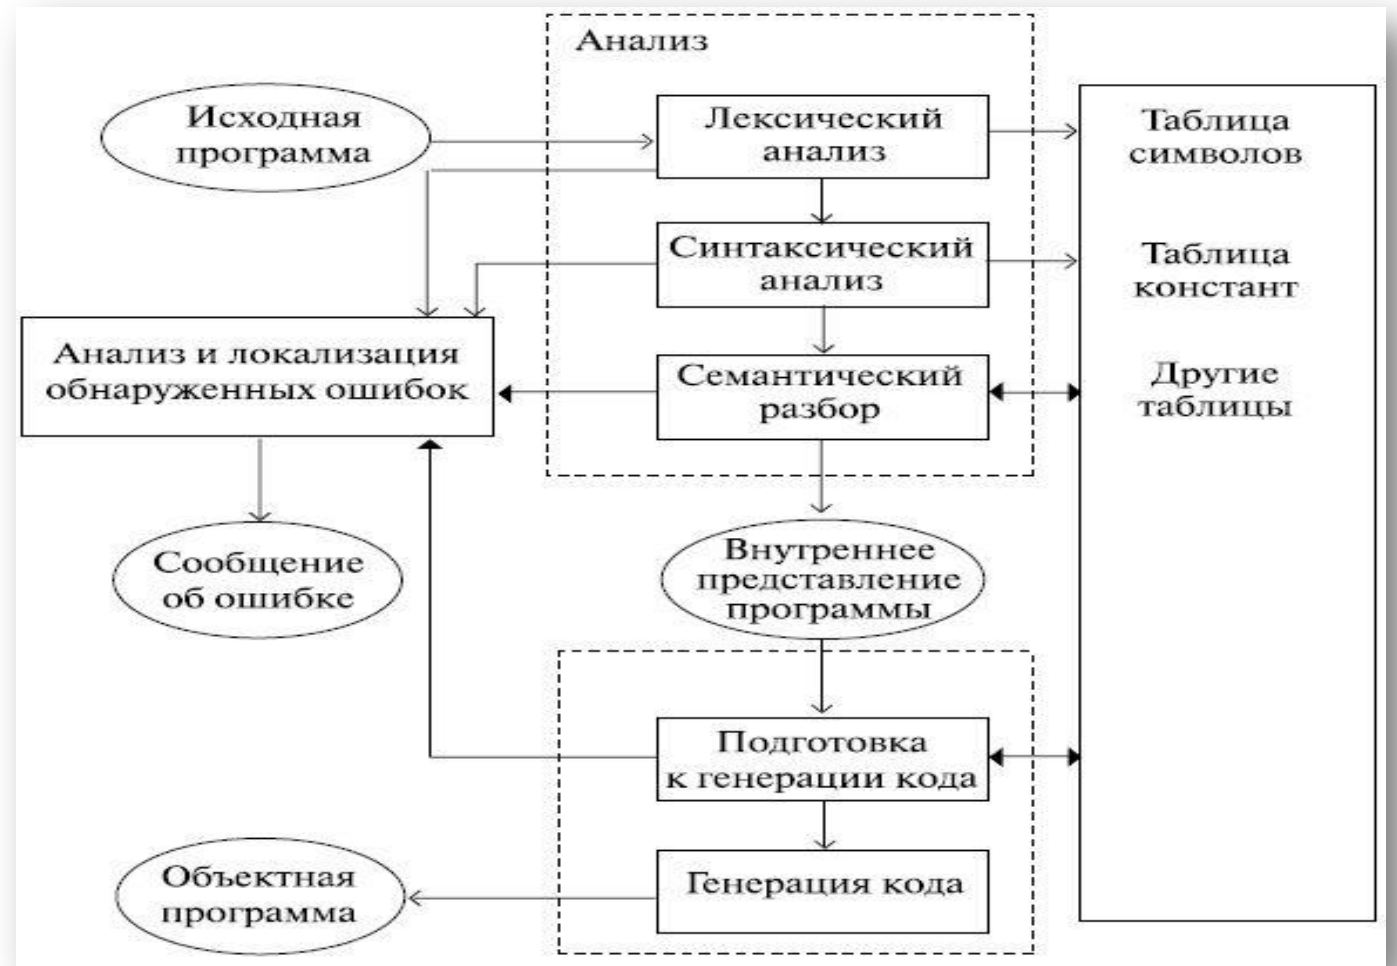 Анализ
Исходная
программа
Лексический
анализ
Таблица
символов
Синтаксический
анализ
Таблица
констант
Анализ и локализация
обнаруженных ошибок
Семантический
разбор
Другие
таблицы
Сообщение
об ошибке
Внутреннее
представление
программы
Подготовка
к генерации кода
Объектная
программа
Генерация кода